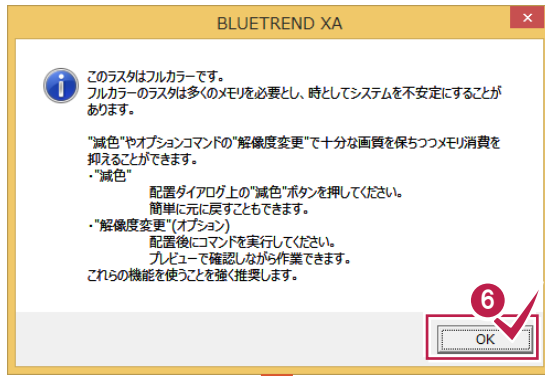 BLUETREND XA
このラスタはフルカラーです。
フルカラーのラスタは多くのメモリを必要とし、時としてシステムを不安定にすることが
あります。
"減色"やオプションコマンドの"解像度変更"で十分な画質を保ちつつメモリ消費を
抑えることができます。
・"減色"
配置ダイアログ上の"減色"ボタンを押してください。
簡単に元に戻すこともできます。
・"解像度変更"(オプション)
配置後にコマンドを実行してください。
プレビューで確認しながら作業できます。
これらの機能を使うことを強く推奨します。
6
OK